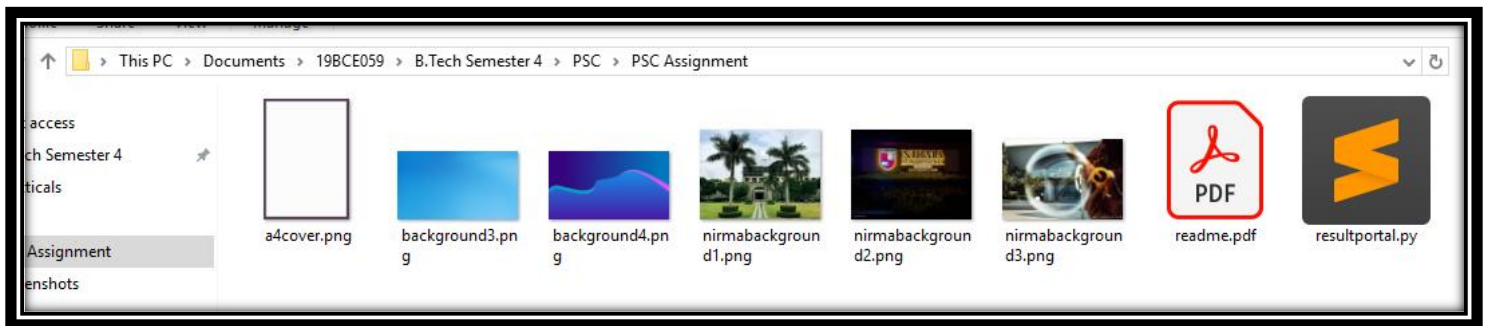 This PC > Documents > 19BCE059 > B.Tech Semester 4 > PSC > PSC Assignment
access
ch Semester 4
ticals
Assignment
enshots
a4cover.png
background3.pn
g
background4.pn
g
nirmabackgroun
d1.png
nirmabackgroun
d2.png
nirmabackgroun
d3.png
PDF
readme.pdf
resultportal.py